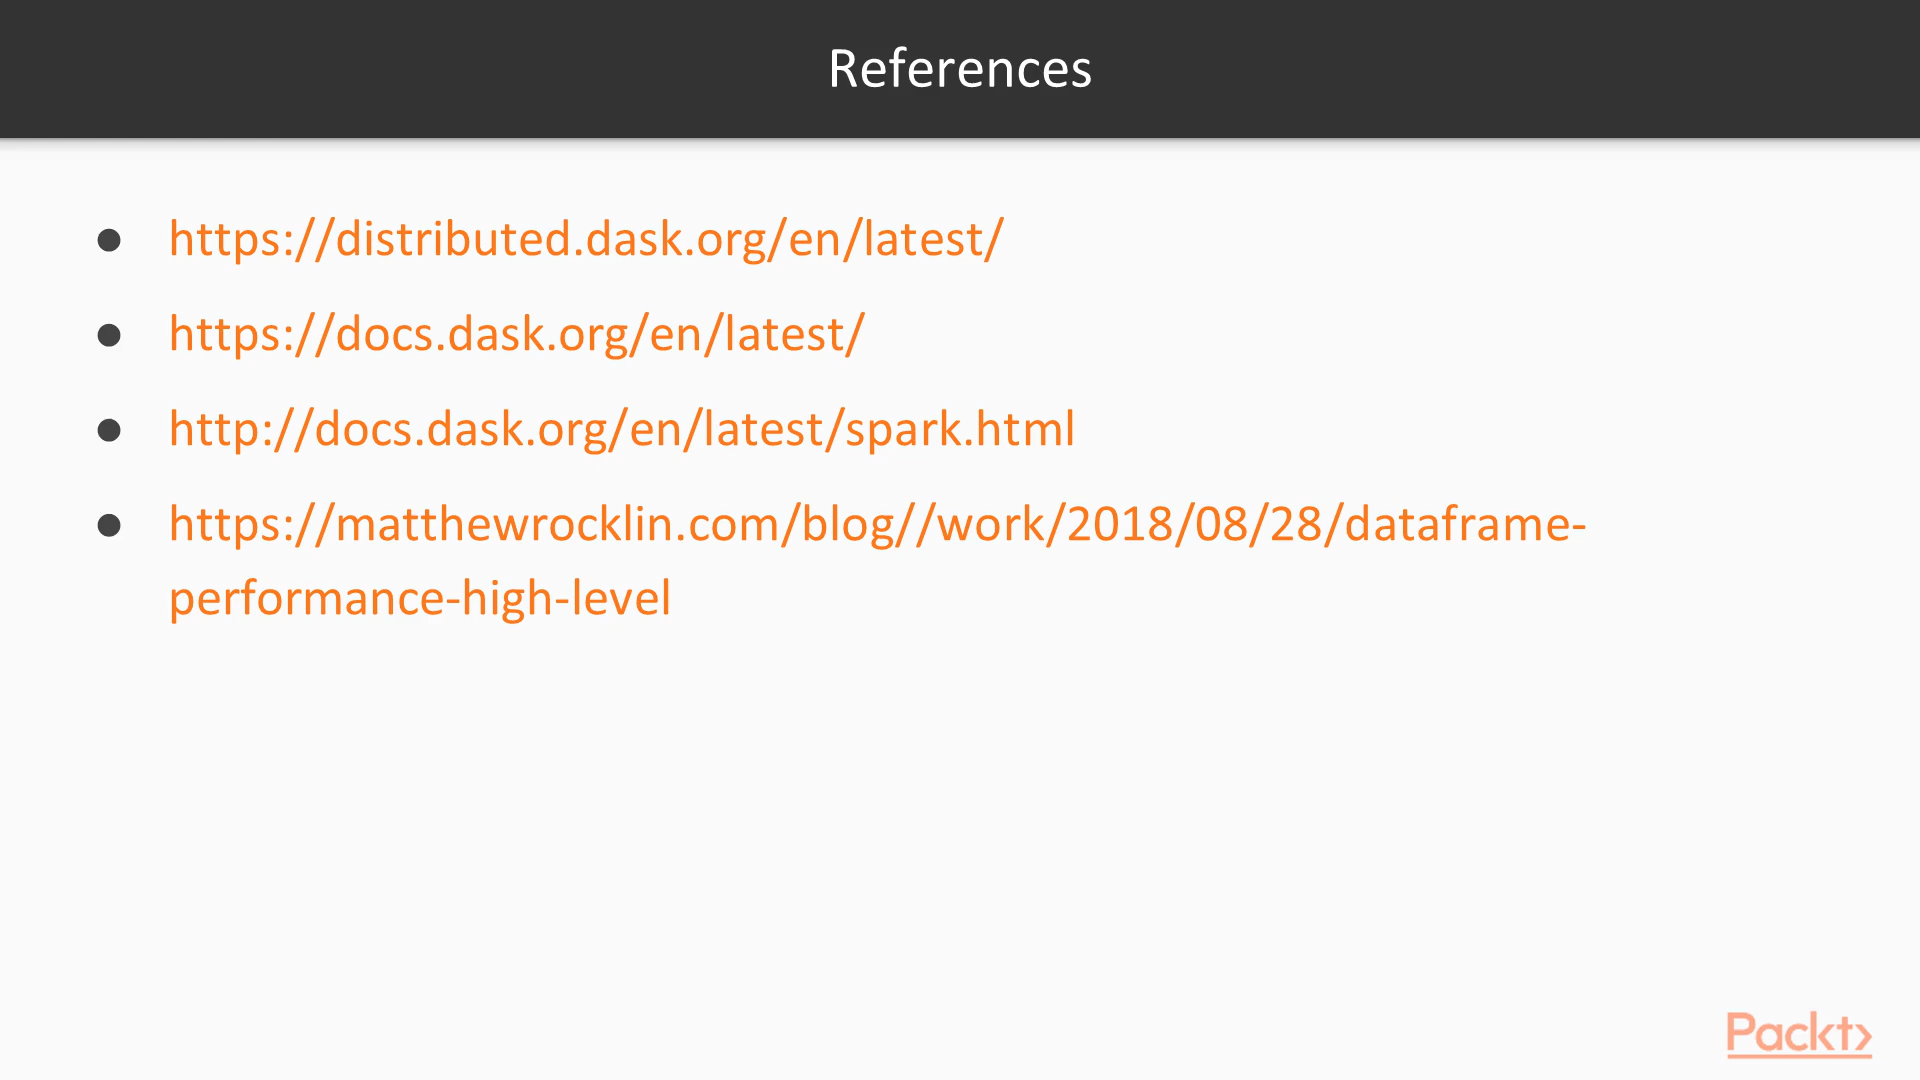 References
● https://distributed.dask.org/en/latest/
● https://docs.dask.org/en/latest/
● http://docs.dask.org/en/latest/spark.html
● https://matthewrocklin.com/blog//work/2018/08/28/dataframe-
performance-high-level
Packt